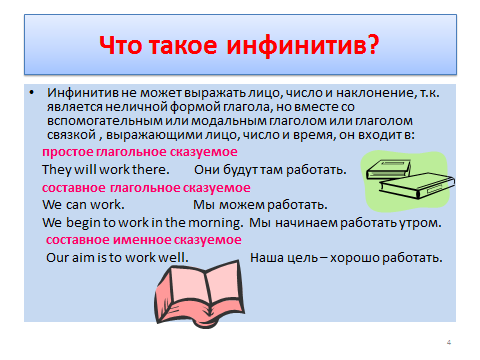 Что такое инфинитив?
• Инфинитив не может выражать лицо, число и наклонение, т.к.
является неличной формой глагола, но вместе со
вспомогательным или модальным глаголом или глаголом
связкой , выражающими лицо, число и время, он входит в:
простое глагольное сказуемое
They will work there. Они будут там работать.
составное глагольное сказуемое
We can work. Мы можем работать.
We begin to work in the morning. Мы начинаем работать утром.
составное именное сказуемое
Our aim is to work well. Наша цель – хорошо работать.
4